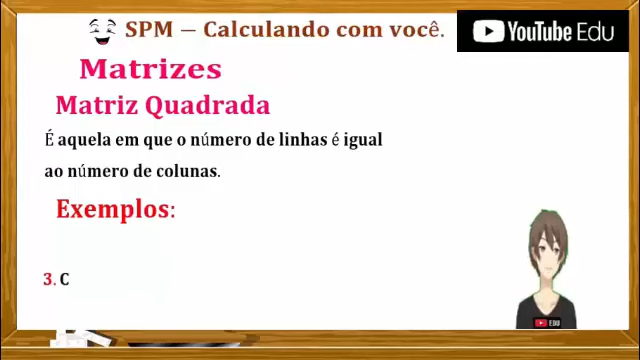 SPM – Calculando com você.
YouTube Edu
Matrizes
Matriz Quadrada
É aquela em que o número de linhas é igual
ao número de colunas.
Exemplos:
3. C
EDU